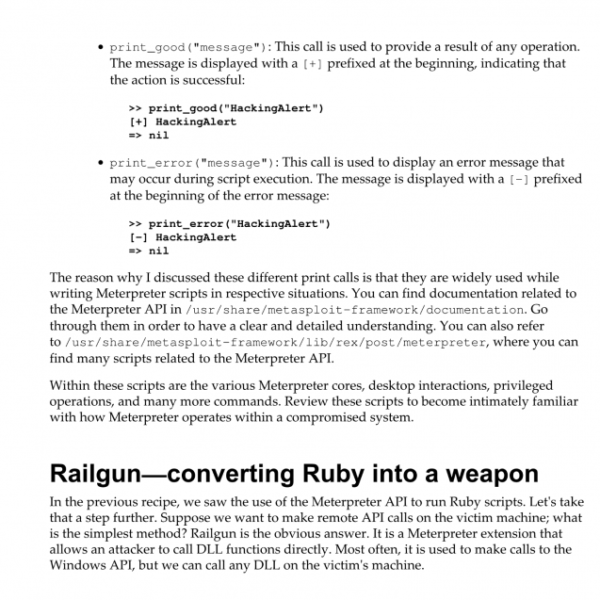 • print_good("message"): This call is used to provide a result of any operation.
The message is displayed with a [+] prefixed at the beginning, indicating that
the action is successful:
>> print_good("HackingAlert")
[+] HackingAlert
=> nil
• print_error("message"): This call is used to display an error message that
may occur during script execution. The message is displayed with a [-] prefixed
at the beginning of the error message:
>> print_error("HackingAlert")
[-] HackingAlert
=> nil
The reason why I discussed these different print calls is that they are widely used while
writing Meterpreter scripts in respective situations. You can find documentation related to
the Meterpreter API in /usr/share/metasploit-framework/documentation. Go
through them in order to have a clear and detailed understanding. You can also refer
to /usr/share/metasploit-framework/lib/rex/post/meterpreter, where you can
find many scripts related to the Meterpreter API.
Within these scripts are the various Meterpreter cores, desktop interactions, privileged
operations, and many more commands. Review these scripts to become intimately familiar
with how Meterpreter operates within a compromised system.
Railgun—converting Ruby into a weapon
In the previous recipe, we saw the use of the Meterpreter API to run Ruby scripts. Let's take
that a step further. Suppose we want to make remote API calls on the victim machine; what
is the simplest method? Railgun is the obvious answer. It is a Meterpreter extension that
allows an attacker to call DLL functions directly. Most often, it is used to make calls to the
Windows API, but we can call any DLL on the victim's machine.